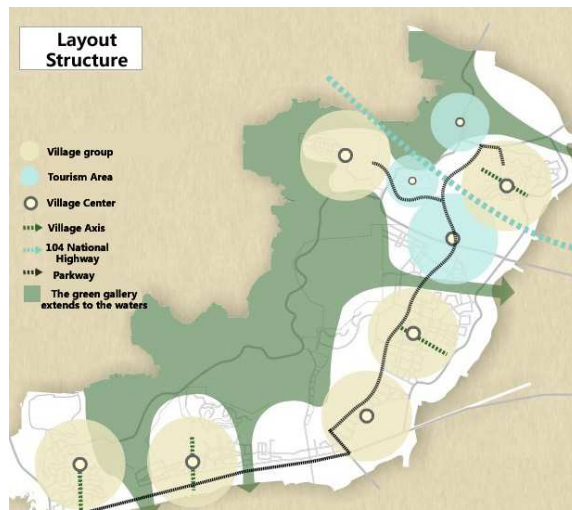 Layout
Structure
Village group
Tourism Area
Village Center
Village Axis
104 National
Highway
Parkway
The green gallery
extends to the waters